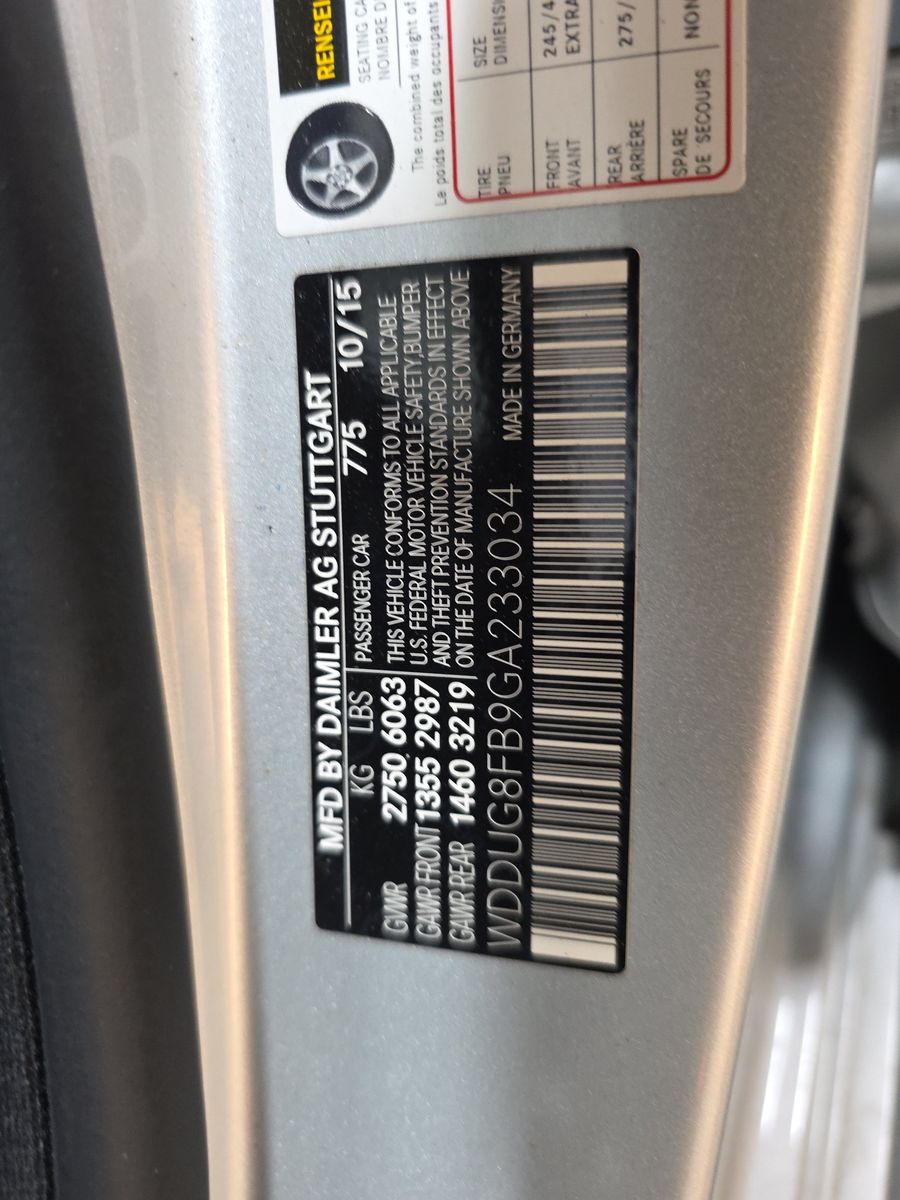 MFD BY DAIMLER AG STUTTGART
KG LBS PASSENGER CAR 775 10/15
GVWR 2750 6063 THIS VEHICLE CONFORMS TO ALL APPLICABLE
U.S. FEDERAL MOTOR VEHICLE SAFETY,BUMPER
GAWR FRONT 1355 2987 AND THEFT PREVENTION STANDARDS IN EFFECT
GAWR REAR 1460 3219 ON THE DATE OF MANUFACTURE SHOWN ABOVE
WDDUG8FB9GA233034 MADE IN GERMANY
RENSEI
SEATING CA
NOMBRE D
The combined weight of
Le poids total des occupants
TIRE SIZE
PNEU DIMENSI
FRONT 245/4
AVANT EXTRA
REAR 275/
ARRIÈRE
SPARE NON
DE SECOURS